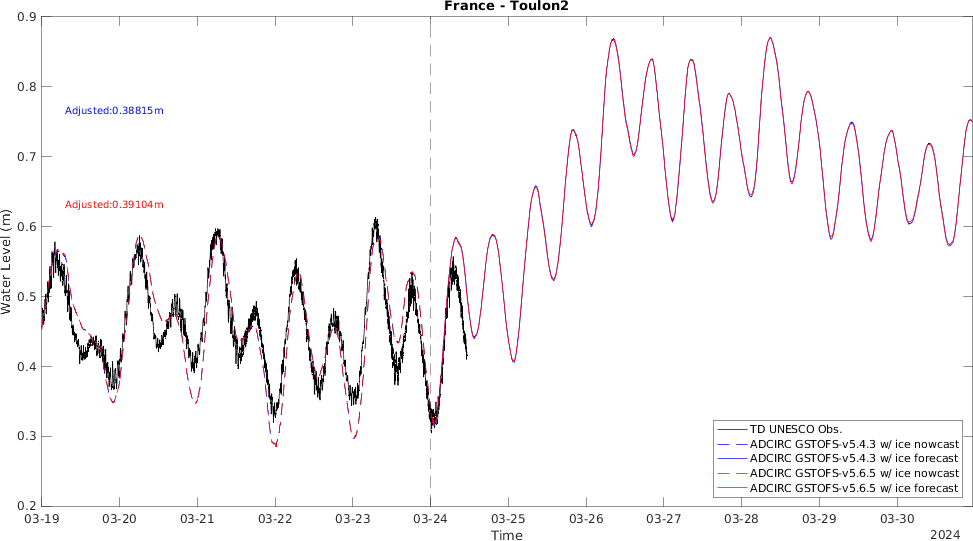 France - Toulon2
0.9
0.8
0.7
0.6
0.5
0.4
0.3
0.2
Water Level (m)
Adjusted:0.38815m
Adjusted:0.39104m
TD UNESCO Obs.
ADCIRC GSTOFS-v5.4.3 w/ ice nowcast
ADCIRC GSTOFS-v5.4.3 w/ ice forecast
ADCIRC GSTOFS-v5.6.5 w/ ice nowcast
ADCIRC GSTOFS-v5.6.5 w/ ice forecast
03-19 03-20 03-21 03-22 03-23 03-24 03-25 03-26 03-27 03-28 03-29 03-30
Time
2024